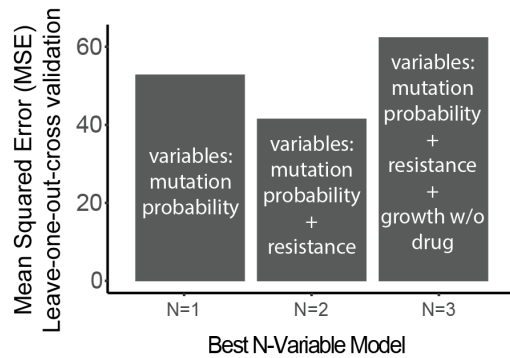 Mean Squared Error (MSE)
Leave-one-out-cross validation
60
40
20
0
variables:
mutation
probability
variables:
mutation
probability
+
resistance
variables:
mutation
probability
+
resistance
+
growth w/o
drug
N=1
N=2
N=3
Best N-Variable Model